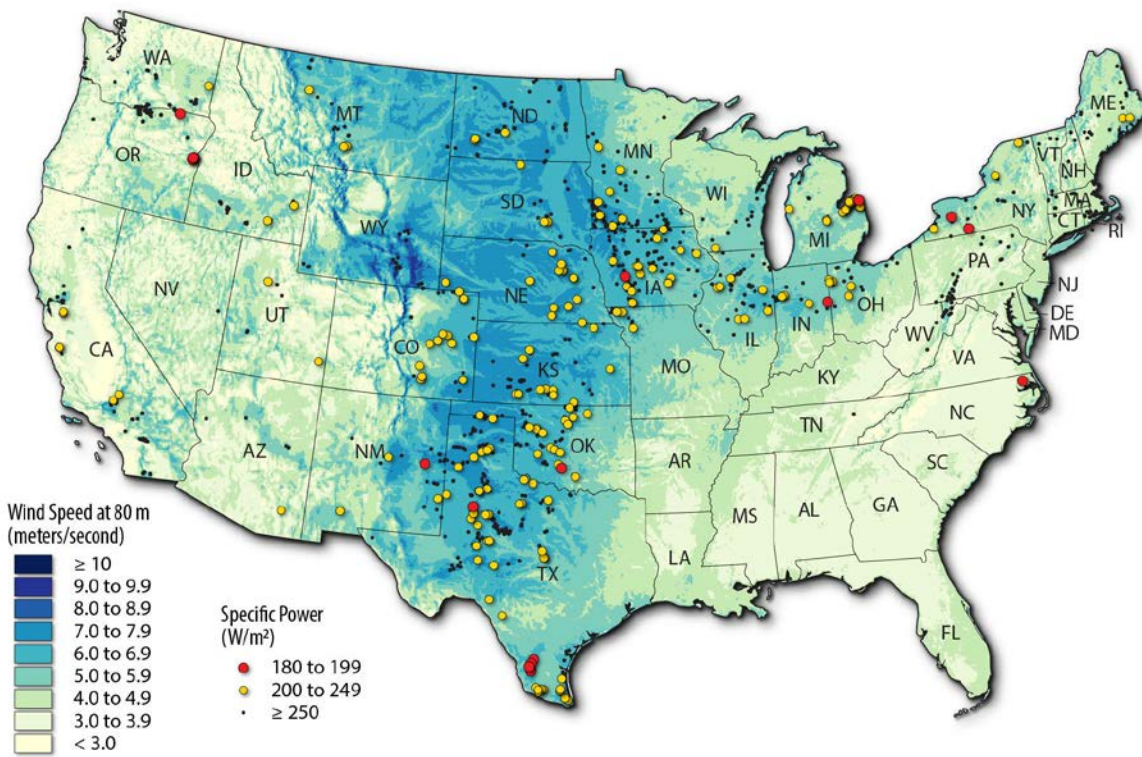 WA
MT
ND
ME
OR
ID
MN
VT
NH
SD
WI
NY
MA
CT
RI
WY
MI
PA
NE
IA
NJ
NV
UT
OH
DE
IL
IN
MD
CA
CO
WV
VA
KS
MO
KY
NC
TN
AZ
NM
OK
AR
SC
MS
AL
GA
LA
TX
FL
Wind Speed at 80 m
(meters/second)
≥ 10
9.0 to 9.9
8.0 to 8.9
7.0 to 7.9
6.0 to 6.9
5.0 to 5.9
4.0 to 4.9
3.0 to 3.9
< 3.0
Specific Power
(W/m²)
180 to 199
200 to 249
≥ 250